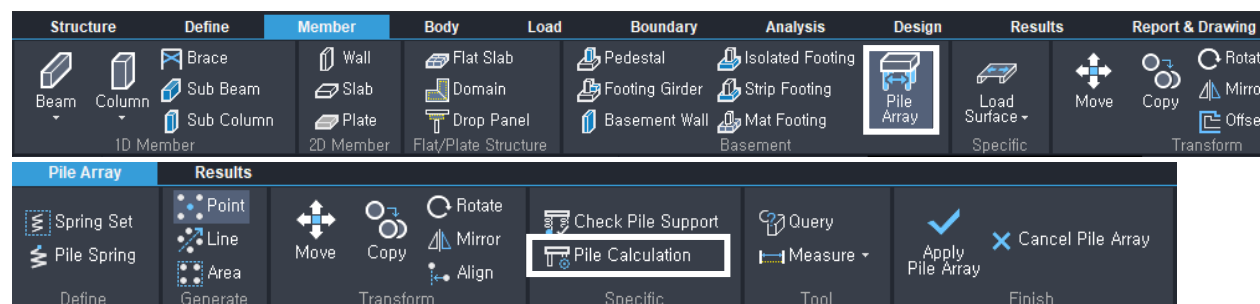 Structure Define Member Body Load Boundary Analysis Design Results Report & Drawing
Brace Wall Flat Slab Pedestal Isolated Footing Rotat
Sub Beam Slab Domain Footing Girder Strip Footing Mirro
Beam Column Pile Array Load Surface Move Copy
Sub Column Plate Drop Panel Basement Wall Mat Footing Offse
1D Member 2D Member Flat/Plate Structure Basement Specific Transform
Pile Array Results
Spring Set Point Rotate Check Pile Support Query
Line Mirror Apply Pile Array Cancel Pile Array
Pile Spring Move Copy Pile Calculation Measure
Area Align
Define Generate Transform Specific Tool Finish